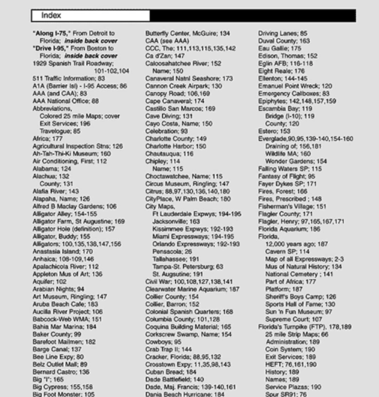 Index
"Along I-75," From Detroit to
Florida; inside back cover
"Drive I-95," From Boston to
Florida; inside back cover
1929 Spanish Trail Roadway;
101-102,104
511 Traffic Information; 83
A1A (Barrier Isl) - I-95 Access; 86
AAA (and CAA); 83
AAA National Office; 88
Abbreviations,
Colored 25 mile Maps; cover
Exit Services; 196
Travelogue; 85
Africa; 177
Agricultural Inspection Stns; 126
Ah-Tah-Thi-Ki Museum; 160
Air Conditioning, First; 112
Alabama; 124
Alachua; 132
County; 131
Alafia River; 143
Alapaha, Name; 126
Alfred B Maclay Gardens; 106
Alligator Alley; 154-155
Alligator Farm, St Augustine; 169
Alligator Hole (definition); 157
Alligator, Buddy; 155
Alligators; 100,135,138,147,156
Anastasia Island; 170
Anhaica; 108-109,146
Apalachicola River; 112
Appleton Mus of Art; 136
Aquifer; 102
Arabian Nights; 94
Art Museum, Ringling; 147
Aruba Beach Cafe; 183
Aucilla River Project; 106
Babcock-Web WMA; 151
Bahia Mar Marina; 184
Baker County; 99
Barefoot Mailmen; 182
Barge Canal; 137
Bee Line Expy; 80
Belz Outlet Mall; 89
Bernard Castro; 136
Big "I"; 165
Big Cypress; 155,158
Big Foot Monster; 105
Butterfly Center, McGuire; 134
CAA (see AAA)
CCC, The; 111,113,115,135,142
Ca d'Zan; 147
Caloosahatchee River; 152
Name; 150
Canaveral Natnl Seashore; 173
Cannon Creek Airpark; 130
Canopy Road; 106,169
Cape Canaveral; 174
Castillo San Marcos; 169
Cave Diving; 131
Cayo Costa, Name; 150
Celebration; 93
Charlotte County; 149
Charlotte Harbor; 150
Chautauqua; 116
Chipley; 114
Name; 115
Choctawhatchee, Name; 115
Circus Museum, Ringling; 147
Citrus; 88,97,130,136,140,180
CityPlace, W Palm Beach; 180
City Maps,
Ft Lauderdale Expwys; 194-195
Jacksonville; 163
Kissimmee Expwys; 192-193
Miami Expressways; 194-195
Orlando Expressways; 192-193
Pensacola; 26
Tallahassee; 191
Tampa-St. Petersburg; 63
St. Augustine; 191
Civil War; 100,108,127,138,141
Clearwater Marine Aquarium; 187
Collier County; 154
Collier, Barron; 152
Colonial Spanish Quarters; 168
Columbia County; 101,128
Coquina Building Material; 165
Corkscrew Swamp, Name; 154
Cowboys; 95
Crab Trap II; 144
Cracker, Florida; 88,95,132
Crosstown Expy; 11,35,98,143
Cuban Bread; 184
Dade Battlefield; 140
Dade, Maj. Francis; 139-140,161
Dania Beach Hurricane; 184
Driving Lanes; 85
Duval County; 163
Eau Gallie; 175
Edison, Thomas; 152
Eglin AFB; 116-118
Eight Reale; 176
Ellenton; 144-145
Emanuel Point Wreck; 120
Emergency Callboxes; 83
Epiphytes; 142,148,157,159
Escambia Bay; 119
Bridge (I-10); 119
County; 120
Estero; 153
Everglade,90,95,139-140,154-160
Draining of; 156,181
Wildlife MA; 160
Wonder Gardens; 154
Falling Waters SP; 115
Fantasy of Flight; 95
Fayer Dykes SP; 171
Fires, Forest; 168
Fires, Prescribed ; 148
Fisherman's Village; 151
Flagler County; 171
Flagler, Henry; 97,165,167,171
Florida Aquarium; 186
Florida,
12,000 years ago; 187
Cavern SP; 114
Map of all Expressways; 2-3
Mus of Natural History; 134
National Cemetery ; 141
Part of Africa; 177
Platform; 187
Sheriff's Boys Camp; 126
Sports Hall of Fame; 130
Sun 'n Fun Museum; 97
Supreme Court; 107
Florida's Turnpike (FTP), 178,189
25 mile Strip Maps; 66
Administration; 189
Coin System; 190
Exit Services; 189
HEFT; 76,161,190
History; 189
Names; 189
Service Plazas; 190
Spur SR91; 76